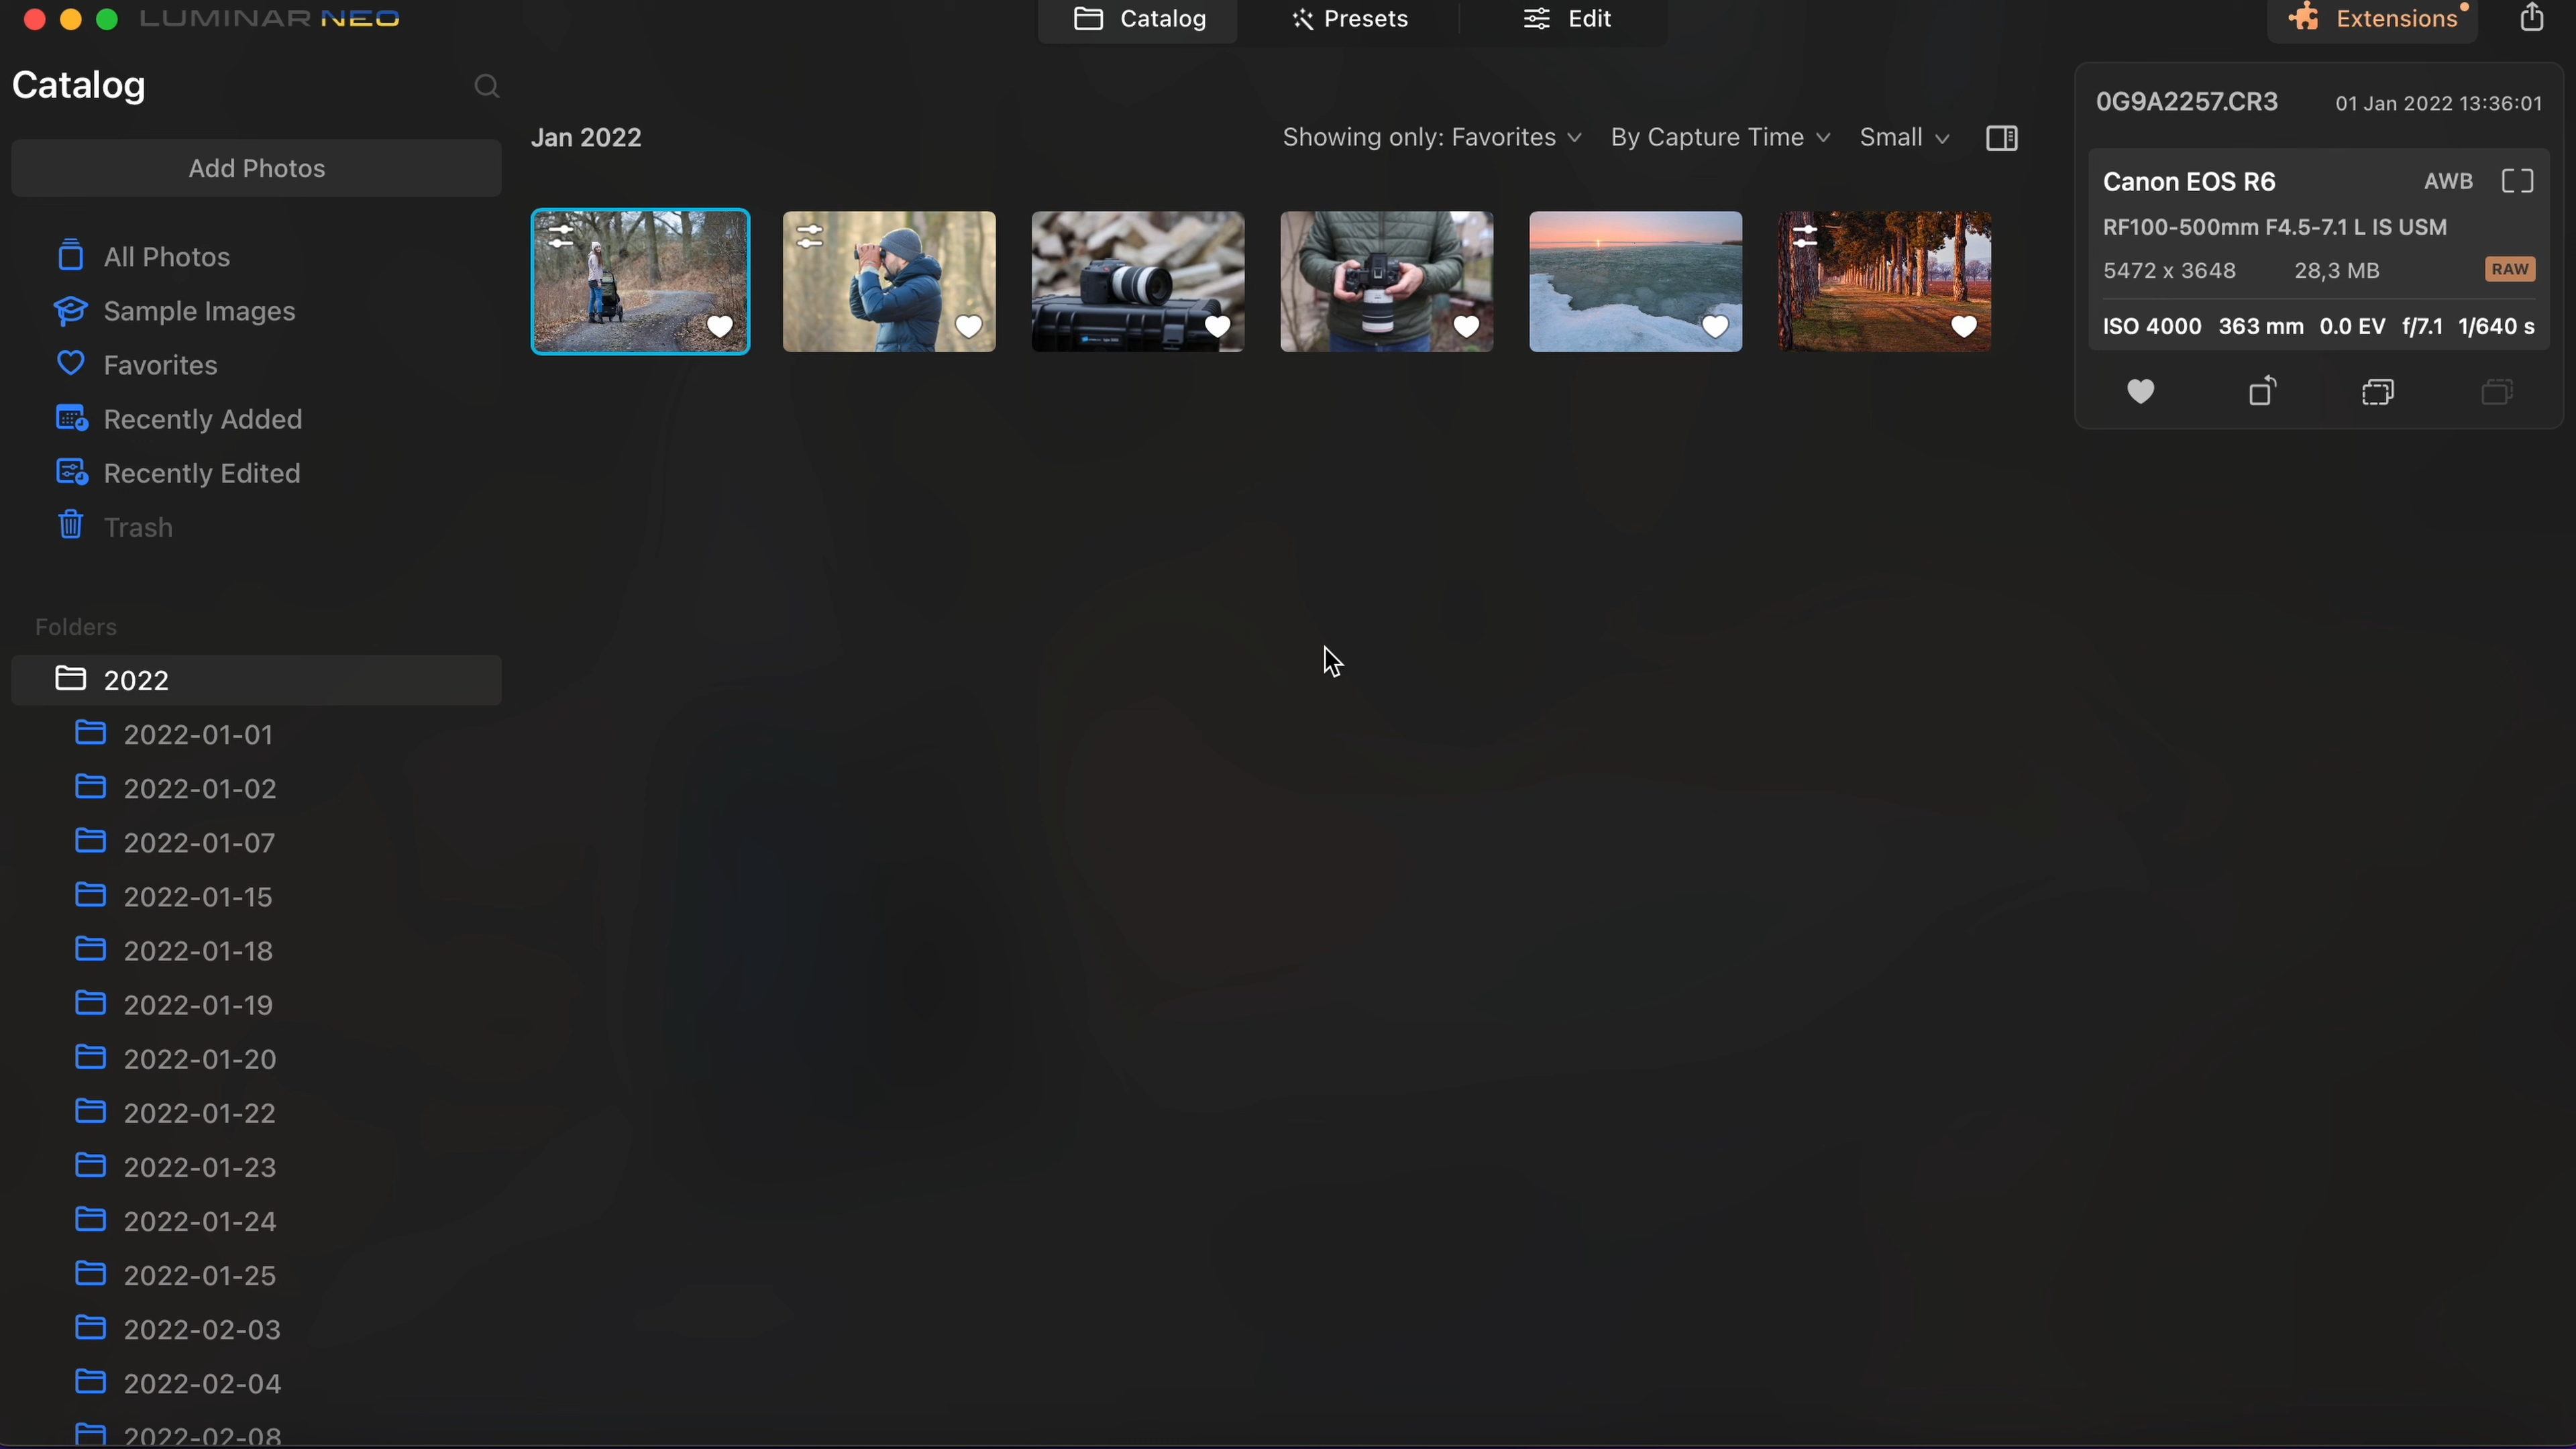 LUMINAR NEO
Catalog
Presets
Edit
Extensions
Catalog
Add Photos
All Photos
Sample Images
Favorites
Recently Added
Recently Edited
Trash
Folders
2022
2022-01-01
2022-01-02
2022-01-07
2022-01-15
2022-01-18
2022-01-19
2022-01-20
2022-01-22
2022-01-23
2022-01-24
2022-01-25
2022-02-03
2022-02-04
2022-02-08
Jan 2022
Showing only: Favorites
By Capture Time
Small
0G9A2257.CR3
01 Jan 2022 13:36:01
Canon EOS R6
AWB
RF100-500mm F4.5-7.1 L IS USM
5472 x 3648
28,3 MB
RAW
ISO 4000 363 mm 0.0 EV f/7.1 1/640 s